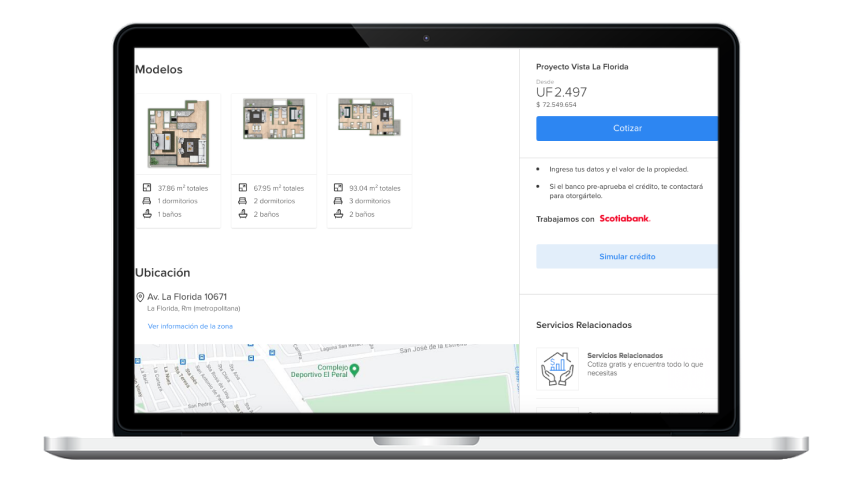 Modelos
37.86 m² totales
1 dormitorios
1 baños
67.95 m² totales
2 dormitorios
2 baños
93.04 m² totales
3 dormitorios
2 baños
Ubicación
Av. La Florida 10671
La Florida, Rm (metropolitana)
Ver información de la zona
San José de la
Complejo
Deportivo El Peral
San Pedro
Proyecto Vista La Florida
Desde
UF 2.497
$ 72.549.654
Cotizar
Ingresa tus datos y el valor de la propiedad.
Si el banco pre-aprueba el crédito, te contactará
para otorgártelo.
Trabajamos con Scotiabank.
Simular crédito
Servicios Relacionados
Servicios Relacionados
Cotiza gratis y encuentra todo lo que
necesitas